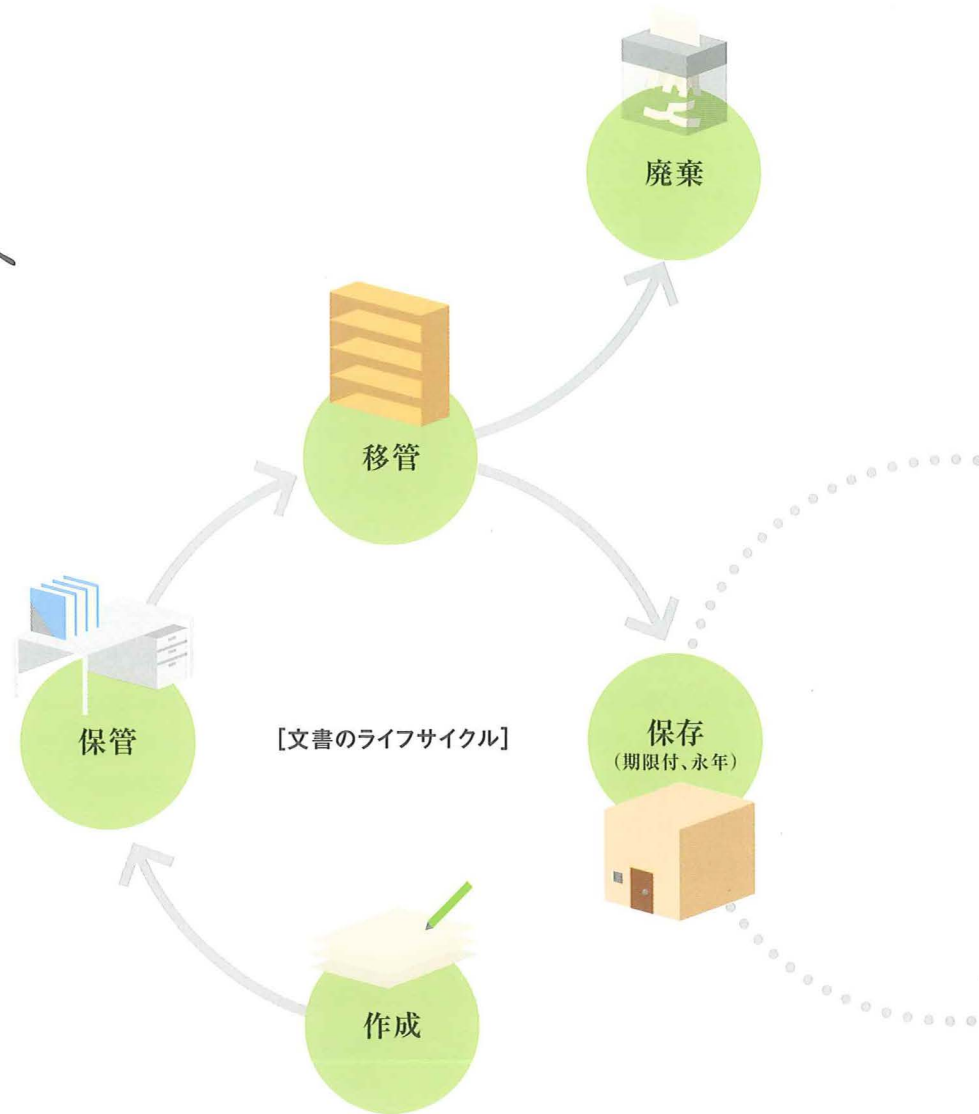 廃棄
移管
保管
[文書のライフサイクル]
保存
(期限付、永年)
作成